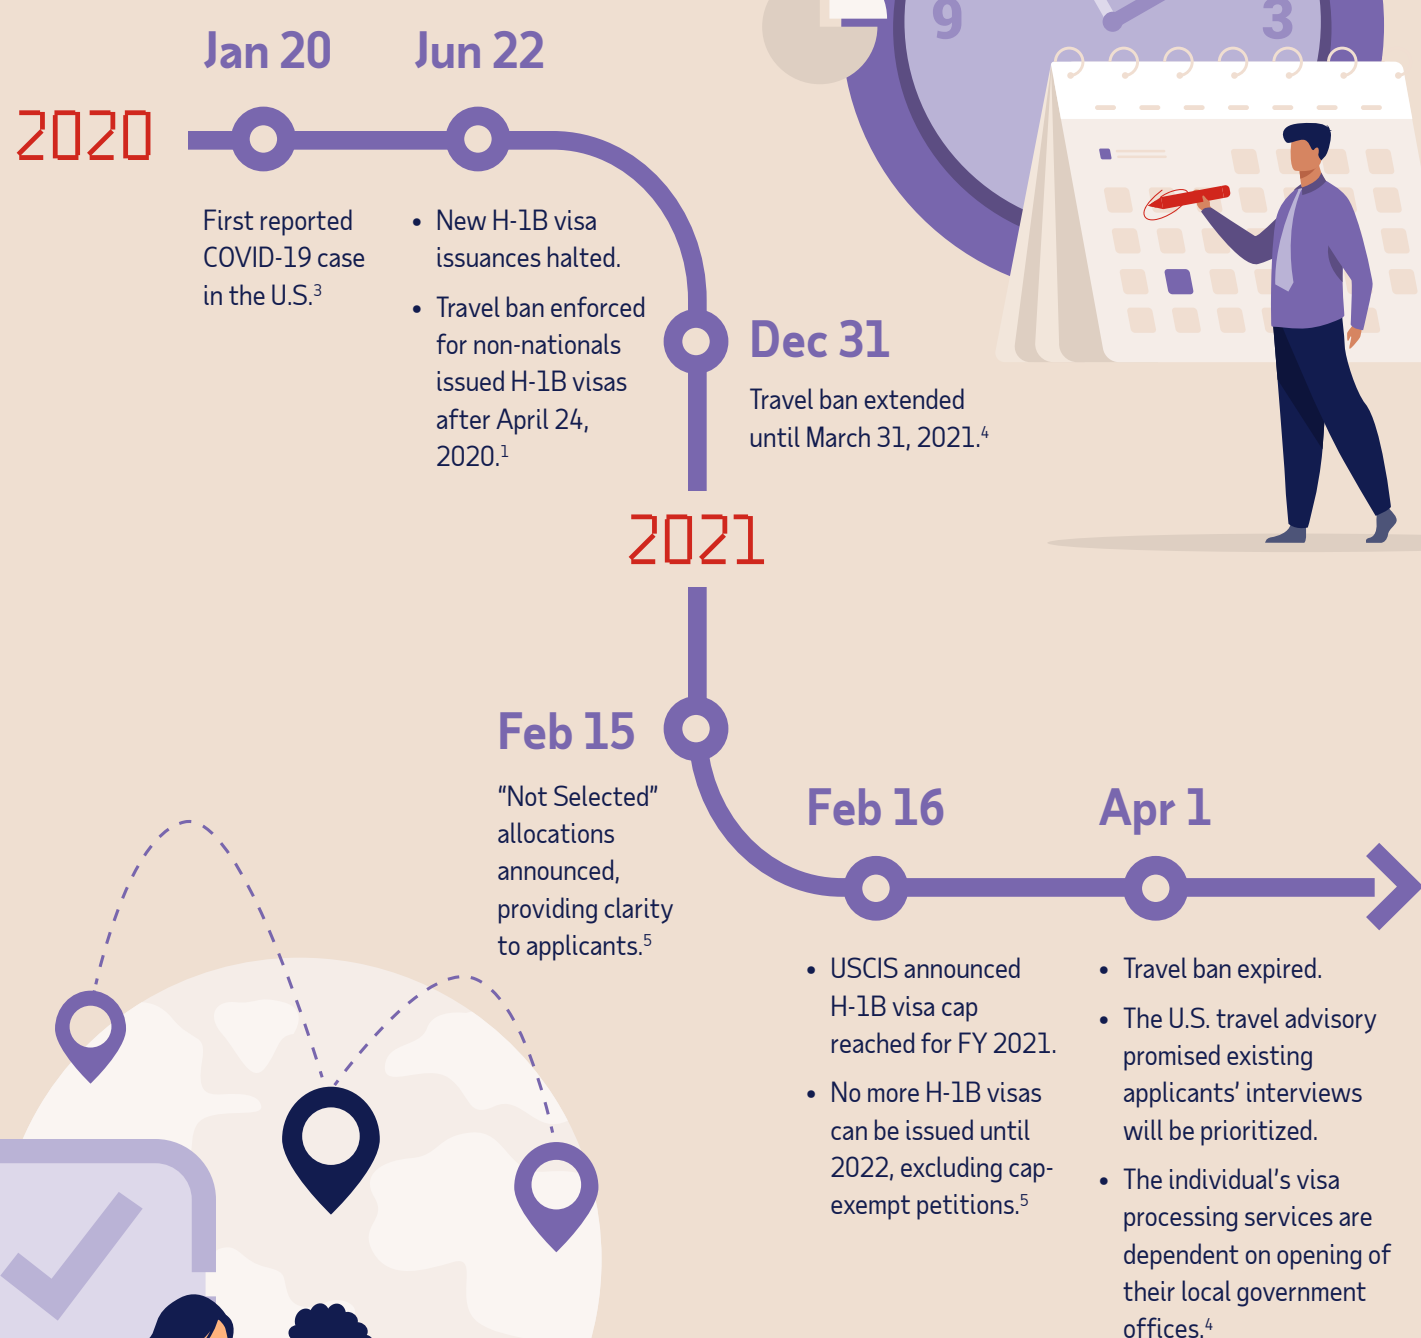 9
3
Jan 20
Jun 22
2020
First reported
COVID-19 case
in the U.S.3
• New H-1B visa
issuances halted.
• Travel ban enforced
for non-nationals
issued H-1B visas
after April 24,
2020.1
Dec 31
Travel ban extended
until March 31, 2021.4
2021
Feb 15
“Not Selected”
allocations
announced,
providing clarity
to applicants.5
Feb 16
• USCIS announced
H-1B visa cap
reached for FY 2021.
• No more H-1B visas
can be issued until
2022, excluding cap-
exempt petitions.5
Apr 1
• Travel ban expired.
• The U.S. travel advisory
promised existing
applicants’ interviews
will be prioritized.
• The individual’s visa
processing services are
dependent on opening of
their local government
offices.4